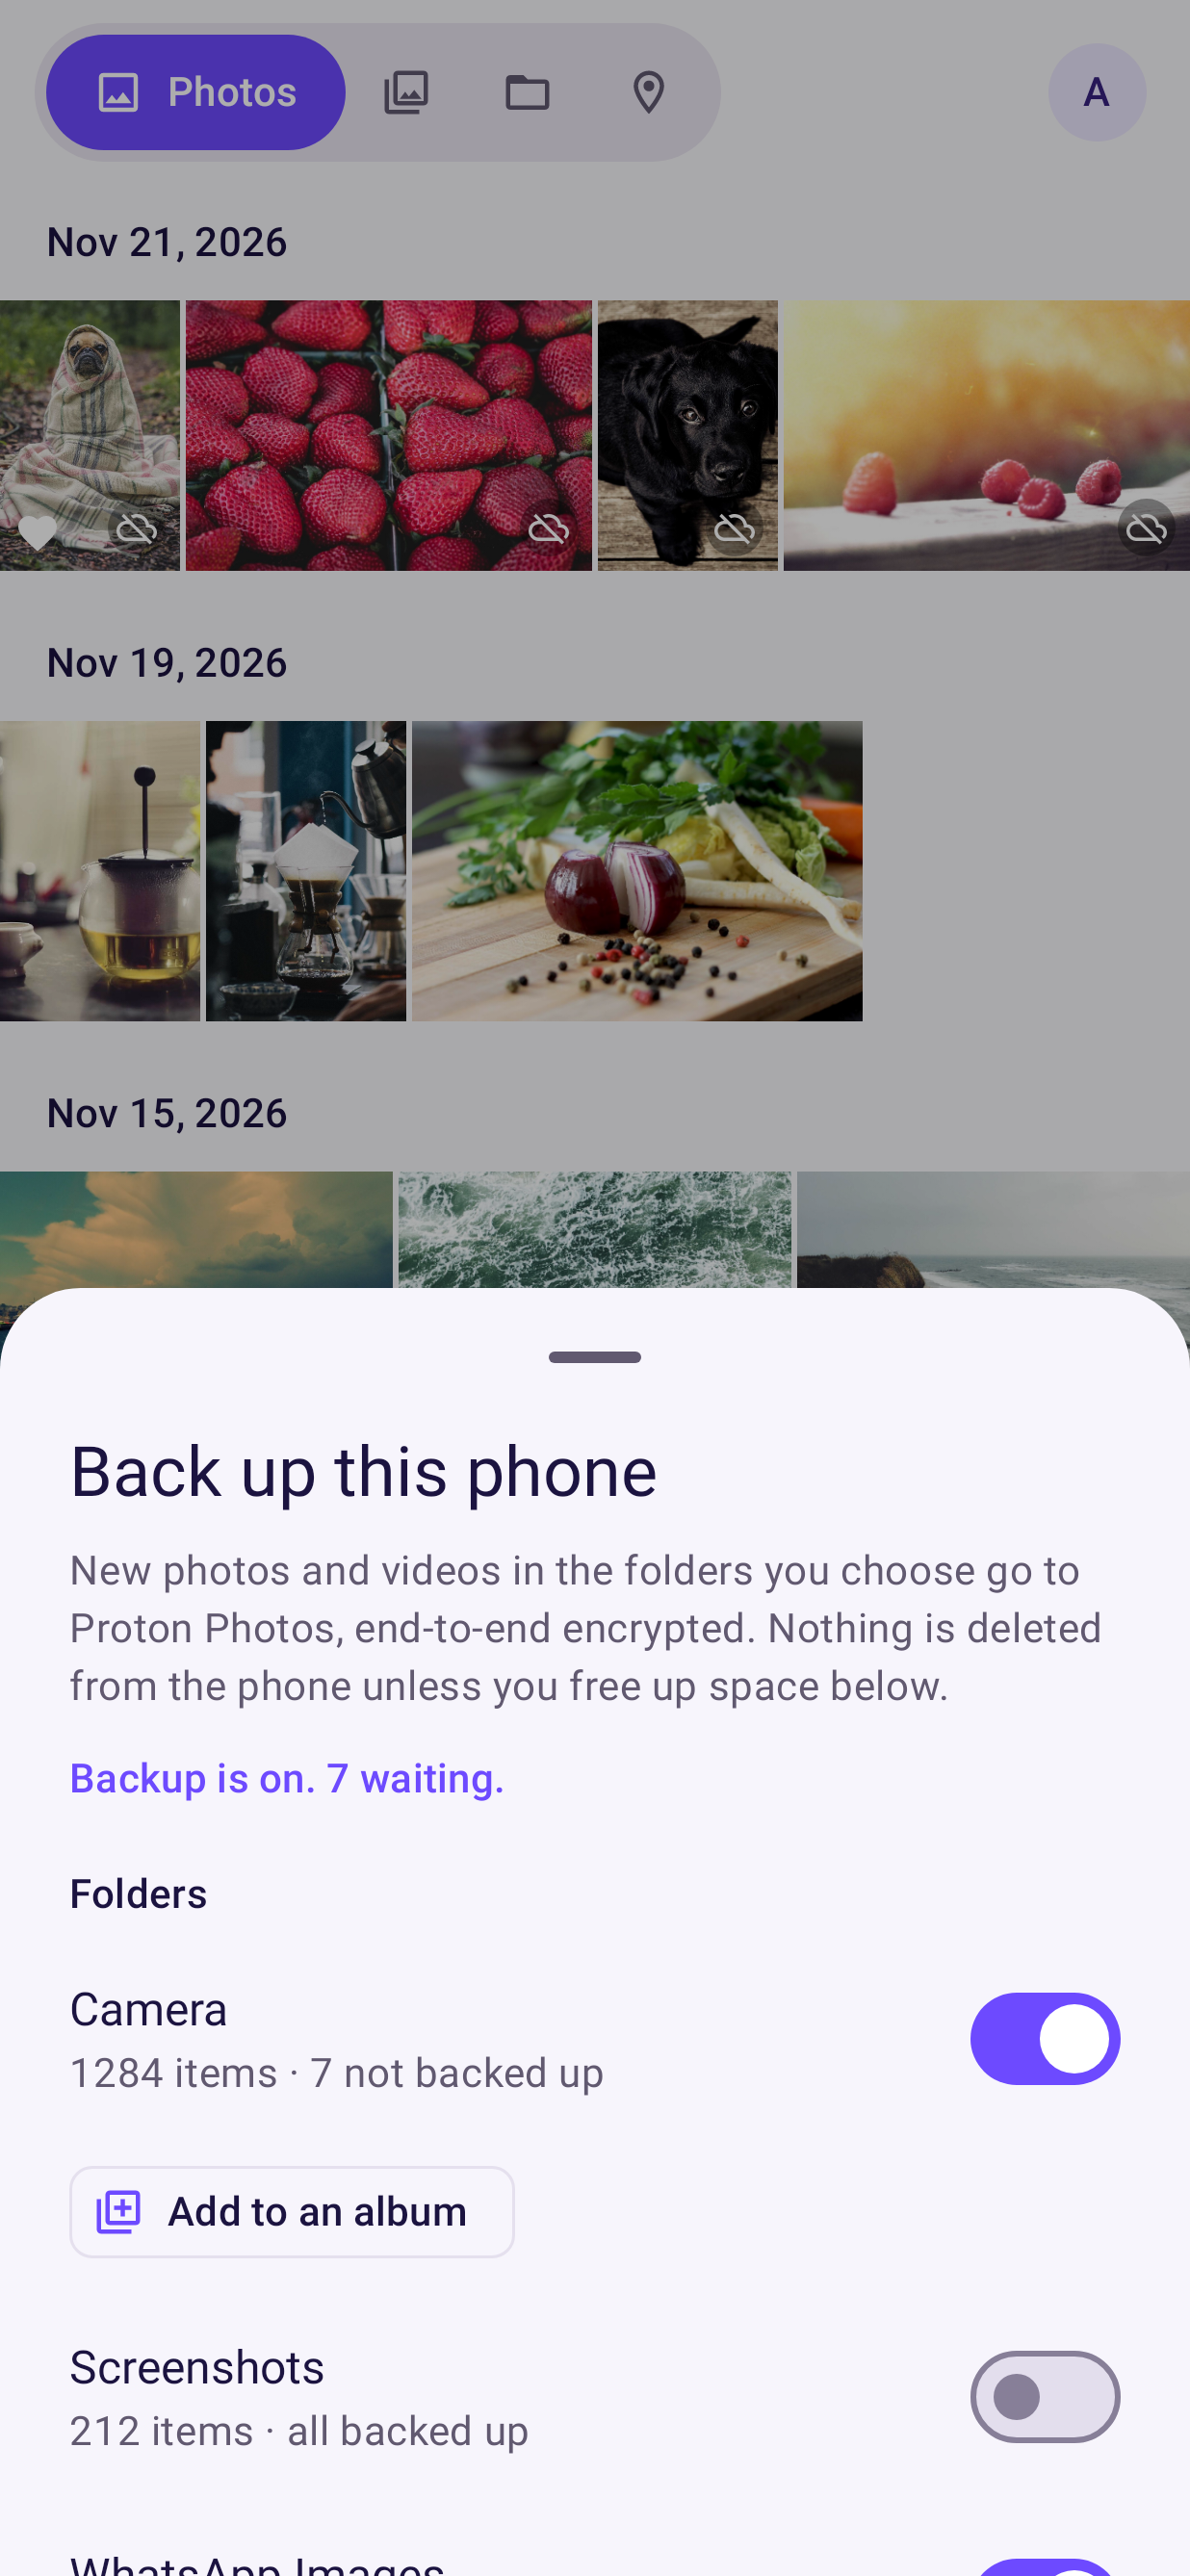 Photos
A
Nov 21, 2026
Nov 19, 2026
Nov 15, 2026
Back up this phone
New photos and videos in the folders you choose go to
Proton Photos, end-to-end encrypted. Nothing is deleted
from the phone unless you free up space below.
Backup is on. 7 waiting.
Folders
Camera
1284 items · 7 not backed up
Add to an album
Screenshots
212 items · all backed up
WhatsApp Images